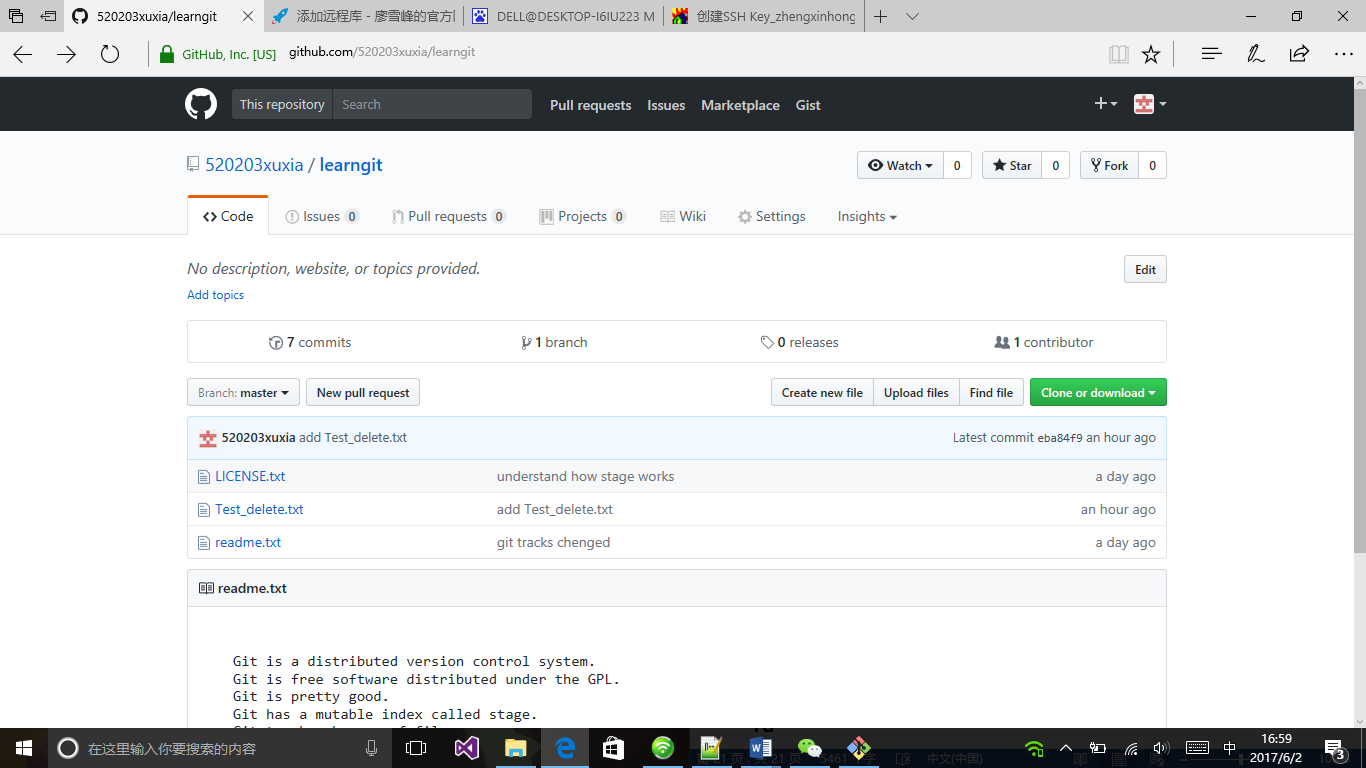 520203xuxia/learngit
添加远程库 - 廖雪峰的官方
DELL@DESKTOP-I6IU223 M
创建SSH Key_zhengxinhong
GitHub, Inc. [US] github.com/520203xuxia/learngit
This repository Search Pull requests Issues Marketplace Gist
520203xuxia / learngit
Watch 0 Star 0 Fork 0
Code Issues 0 Pull requests 0 Projects 0 Wiki Settings Insights
No description, website, or topics provided. Edit
Add topics
7 commits 1 branch 0 releases 1 contributor
Branch: master New pull request Create new file Upload files Find file Clone or download
520203xuxia add Test_delete.txt Latest commit eba84f9 an hour ago
LICENSE.txt understand how stage works a day ago
Test_delete.txt add Test_delete.txt an hour ago
readme.txt git tracks chenged a day ago
readme.txt
Git is a distributed version control system.
Git is free software distributed under the GPL.
Git is pretty good.
Git has a mutable index called stage.
在这里输入你要搜索的内容
中
16:59
2017/6/2
3